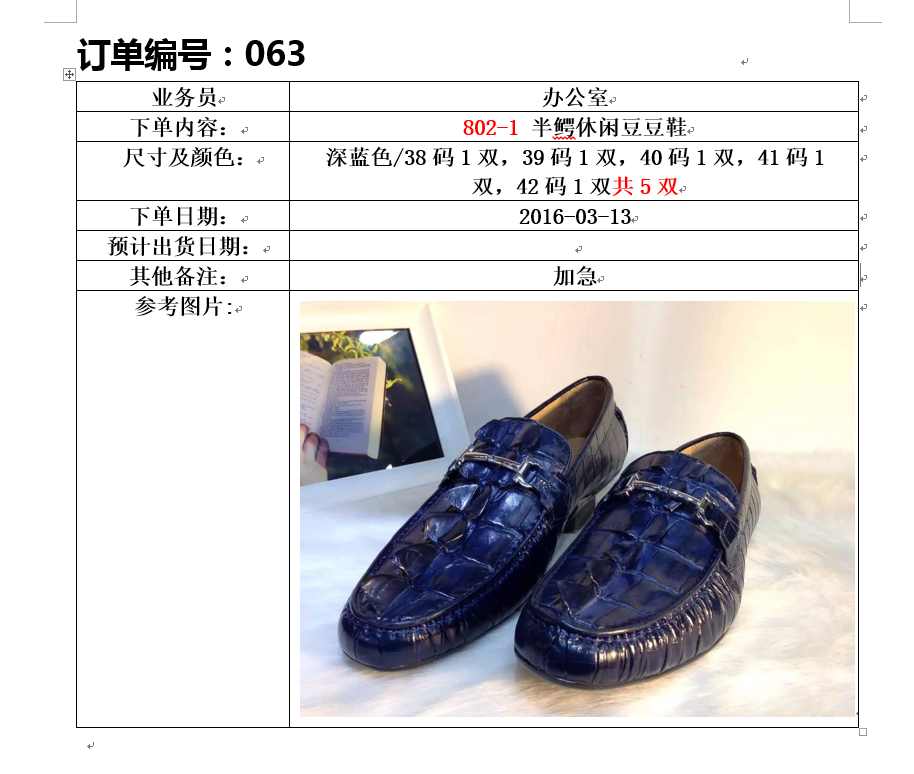 订单编号：063
业务员
办公室
下单内容：
802-1 半鳄休闲豆豆鞋
尺寸及颜色：
深蓝色/38 码 1 双，39 码 1 双，40 码 1 双，41 码 1
双，42 码 1 双共 5 双
下单日期：
2016-03-13
预计出货日期：
其他备注：
加急
参考图片: